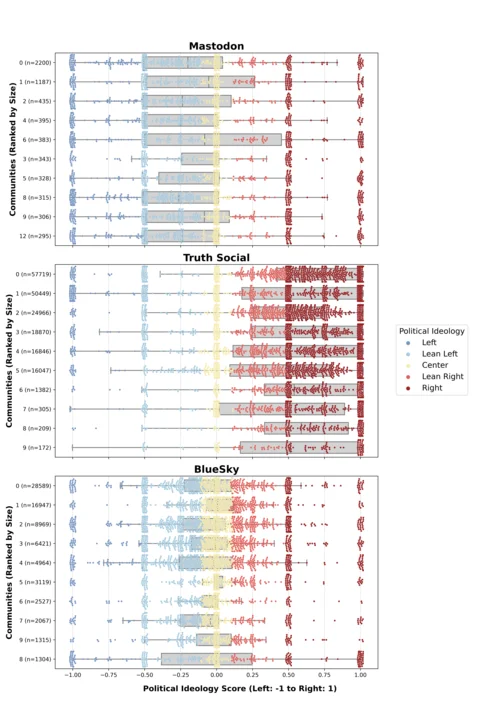 Mastodon
Communities (Ranked by Size)
0 (n=2200)
1 (n=1187)
2 (n=435)
4 (n=395)
6 (n=383)
3 (n=343)
5 (n=328)
8 (n=315)
9 (n=306)
12 (n=295)
Truth Social
Communities (Ranked by Size)
0 (n=57719)
1 (n=50449)
2 (n=24966)
3 (n=18870)
4 (n=16846)
5 (n=16047)
6 (n=1382)
7 (n=305)
8 (n=209)
9 (n=172)
Political Ideology
Left
Lean Left
Center
Lean Right
Right
BlueSky
Communities (Ranked by Size)
0 (n=28589)
1 (n=16947)
2 (n=8969)
3 (n=6421)
4 (n=4964)
5 (n=3119)
6 (n=2527)
7 (n=2067)
9 (n=1315)
8 (n=1304)
−1.00 −0.75 −0.50 −0.25 0.00 0.25 0.50 0.75 1.00
Political Ideology Score (Left: -1 to Right: 1)